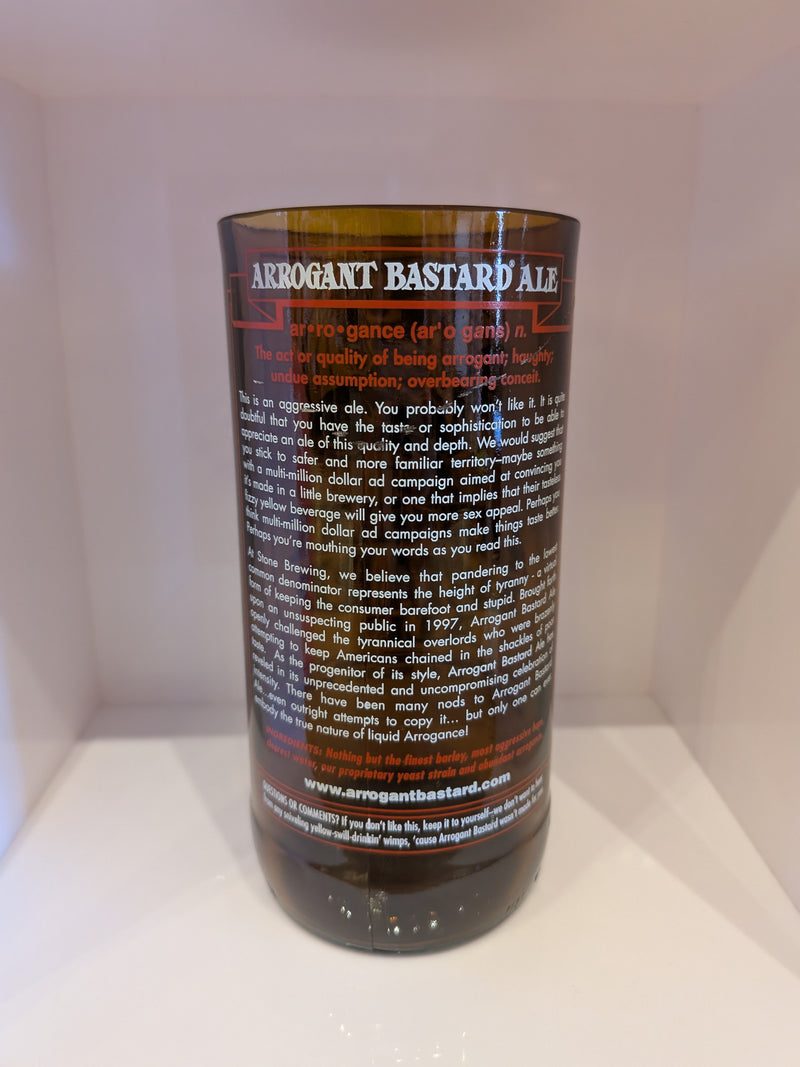 ARROGANT BASTARD® ALE
ar•ro•gance (ar'o gans) n.
The act or quality of being arrogant; haughty;
undue assumption; overbearing conceit.
This is an aggressive ale. You probably won't like it. It is quite
doubtful that you have the taste or sophistication to be able to
appreciate an ale of this quality and depth. We would suggest that
you stick to safer and more familiar territory–maybe something
with a multi-million dollar ad campaign aimed at convincing you
it's made in a little brewery, or one that implies that their tasteless
fizzy yellow beverage will give you more sex appeal. Perhaps you
think multi-million dollar ad campaigns make things taste better.
Perhaps you're mouthing your words as you read this.
At Stone Brewing, we believe that pandering to the lowest
common denominator represents the height of tyranny - a virtual
form of keeping the consumer barefoot and stupid. Brought forth
upon an unsuspecting public in 1997, Arrogant Bastard Ale
openly challenged the tyrannical overlords who were brazenly
attempting to keep Americans chained in the shackles of poor
taste. As the progenitor of its style, Arrogant Bastard Ale has
reveled in its unprecedented and uncompromising celebration of
intensity. There have been many nods to Arrogant Bastard
Ale...even outright attempts to copy it... but only one can ever
embody the true nature of liquid Arrogance!
INGREDIENTS: Nothing but the finest barley, most aggressive hops,
clearest water, our proprietary yeast strain and abundant arrogance.
www.arrogantbastard.com
QUESTIONS OR COMMENTS? If you don't like this, keep it to yourself–we don't want to hear
from any sniveling yellow-swill-drinkin' wimps, 'cause Arrogant Bastard wasn't made for